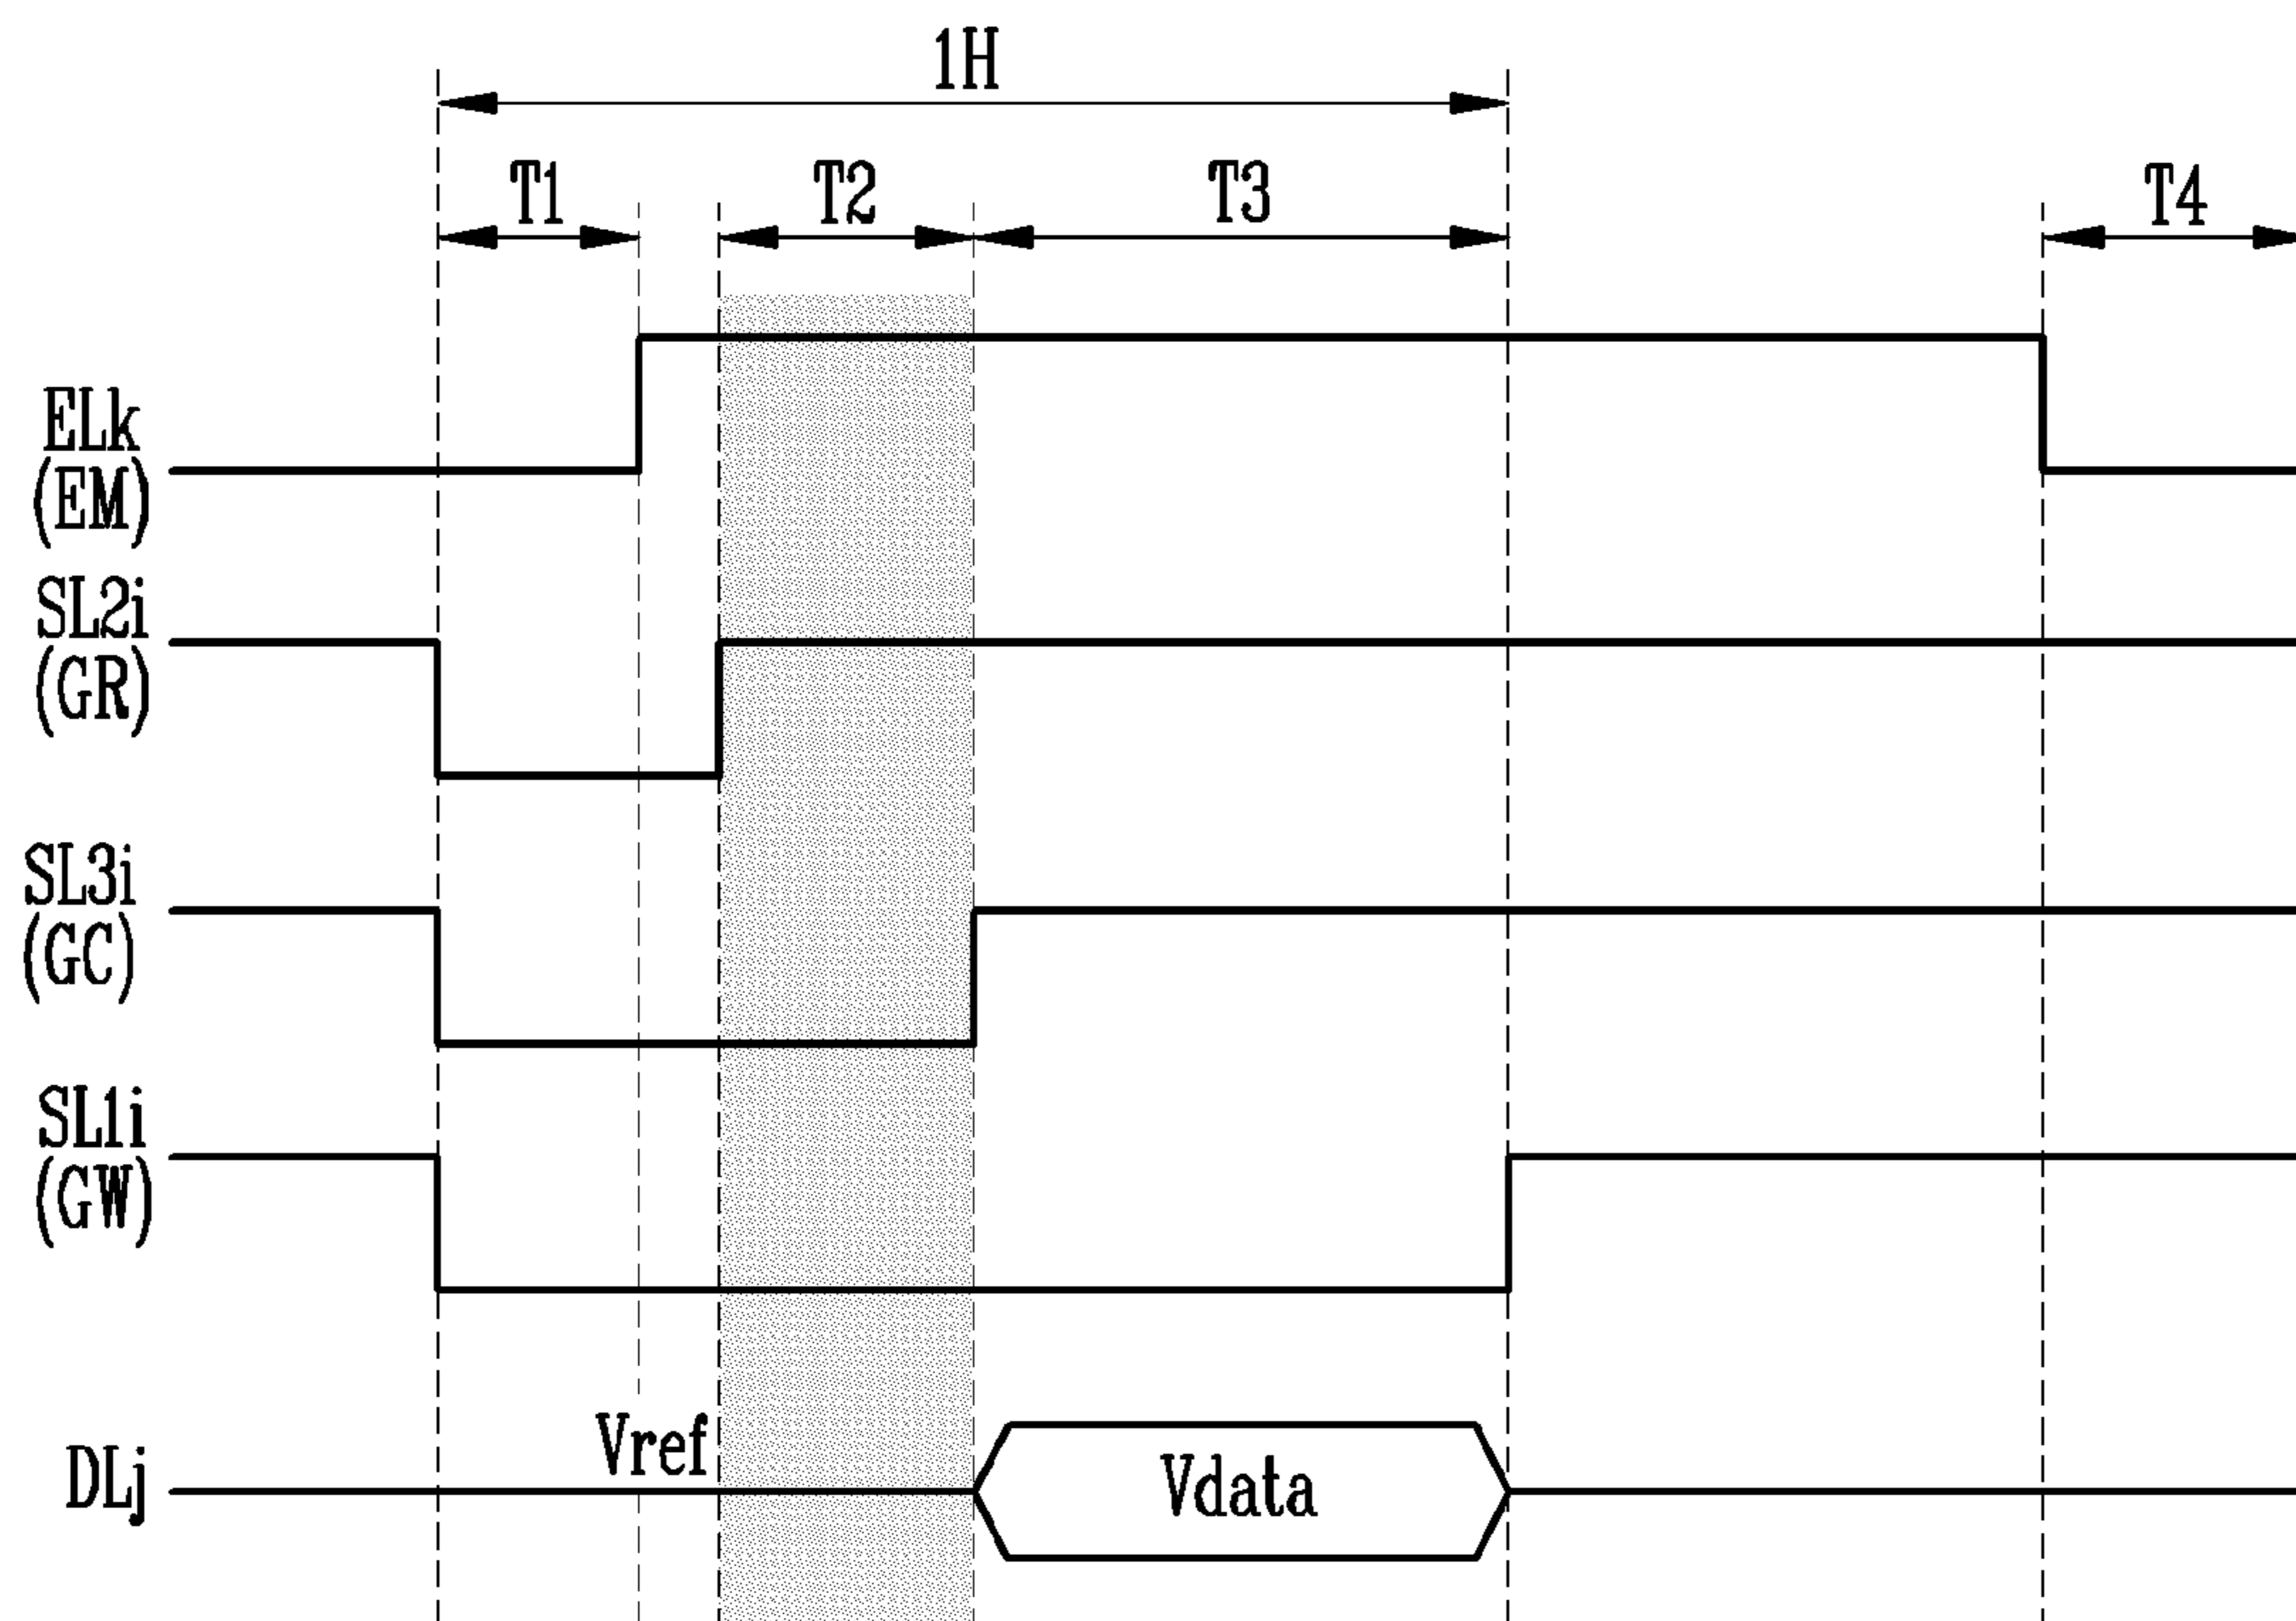 1H
T1 T2 T3 T4
ELk
(EM)
SL2i
(GR)
SL3i
(GC)
SL1i
(GW)
Vref
DLj
Vdata